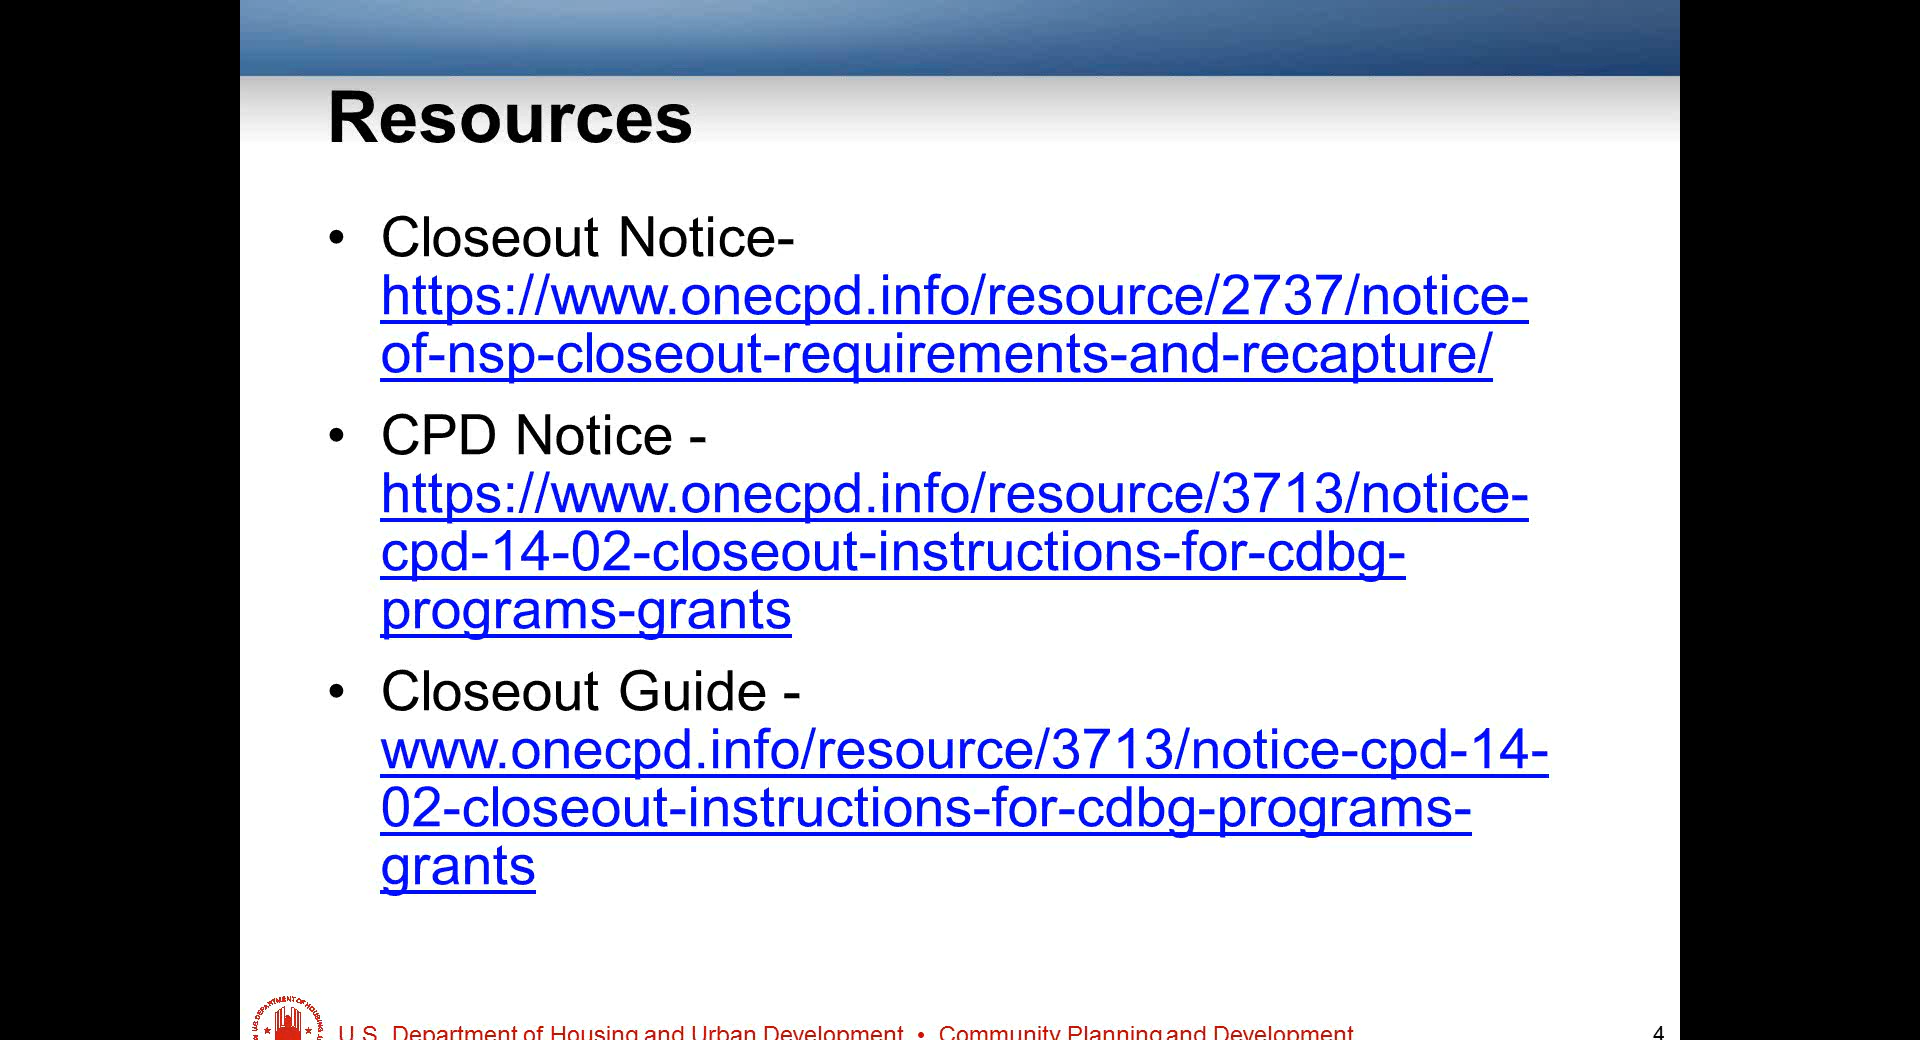 Resources
• Closeout Notice-
https://www.onecpd.info/resource/2737/notice-
of-nsp-closeout-requirements-and-recapture/
• CPD Notice -
https://www.onecpd.info/resource/3713/notice-
cpd-14-02-closeout-instructions-for-cdbg-
programs-grants
• Closeout Guide -
www.onecpd.info/resource/3713/notice-cpd-14-
02-closeout-instructions-for-cdbg-programs-
grants
U.S. Department of Housing and Urban Development • Community Planning and Development
4